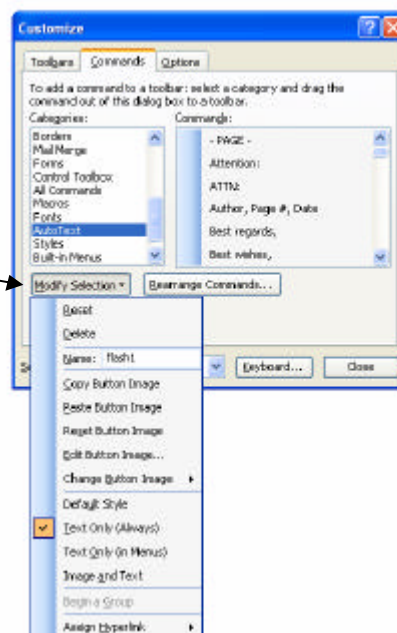 Customize
Toolbars Commands Options
To add a command to a toolbar: select a category and drag the
command out of this dialog box to a toolbar.
Categories: Commands:
Borders
Mail Merge
Forms
Control Toolbox
All Commands
Macros
Fonts
AutoText
Styles
Built-in Menus
- PAGE -
Attention:
ATTN:
Author, Page #, Date
Best regards,
Best wishes,
Modify Selection Rearrange Commands...
Reset
Delete
Name: flasht
Keyboard... Close
Copy Button Image
Paste Button Image
Reset Button Image
Edit Button Image...
Change Button Image
Default Style
Text Only (Always)
Text Only (in Menus)
Image and Text
Begin a Group
Assign Hyperlink